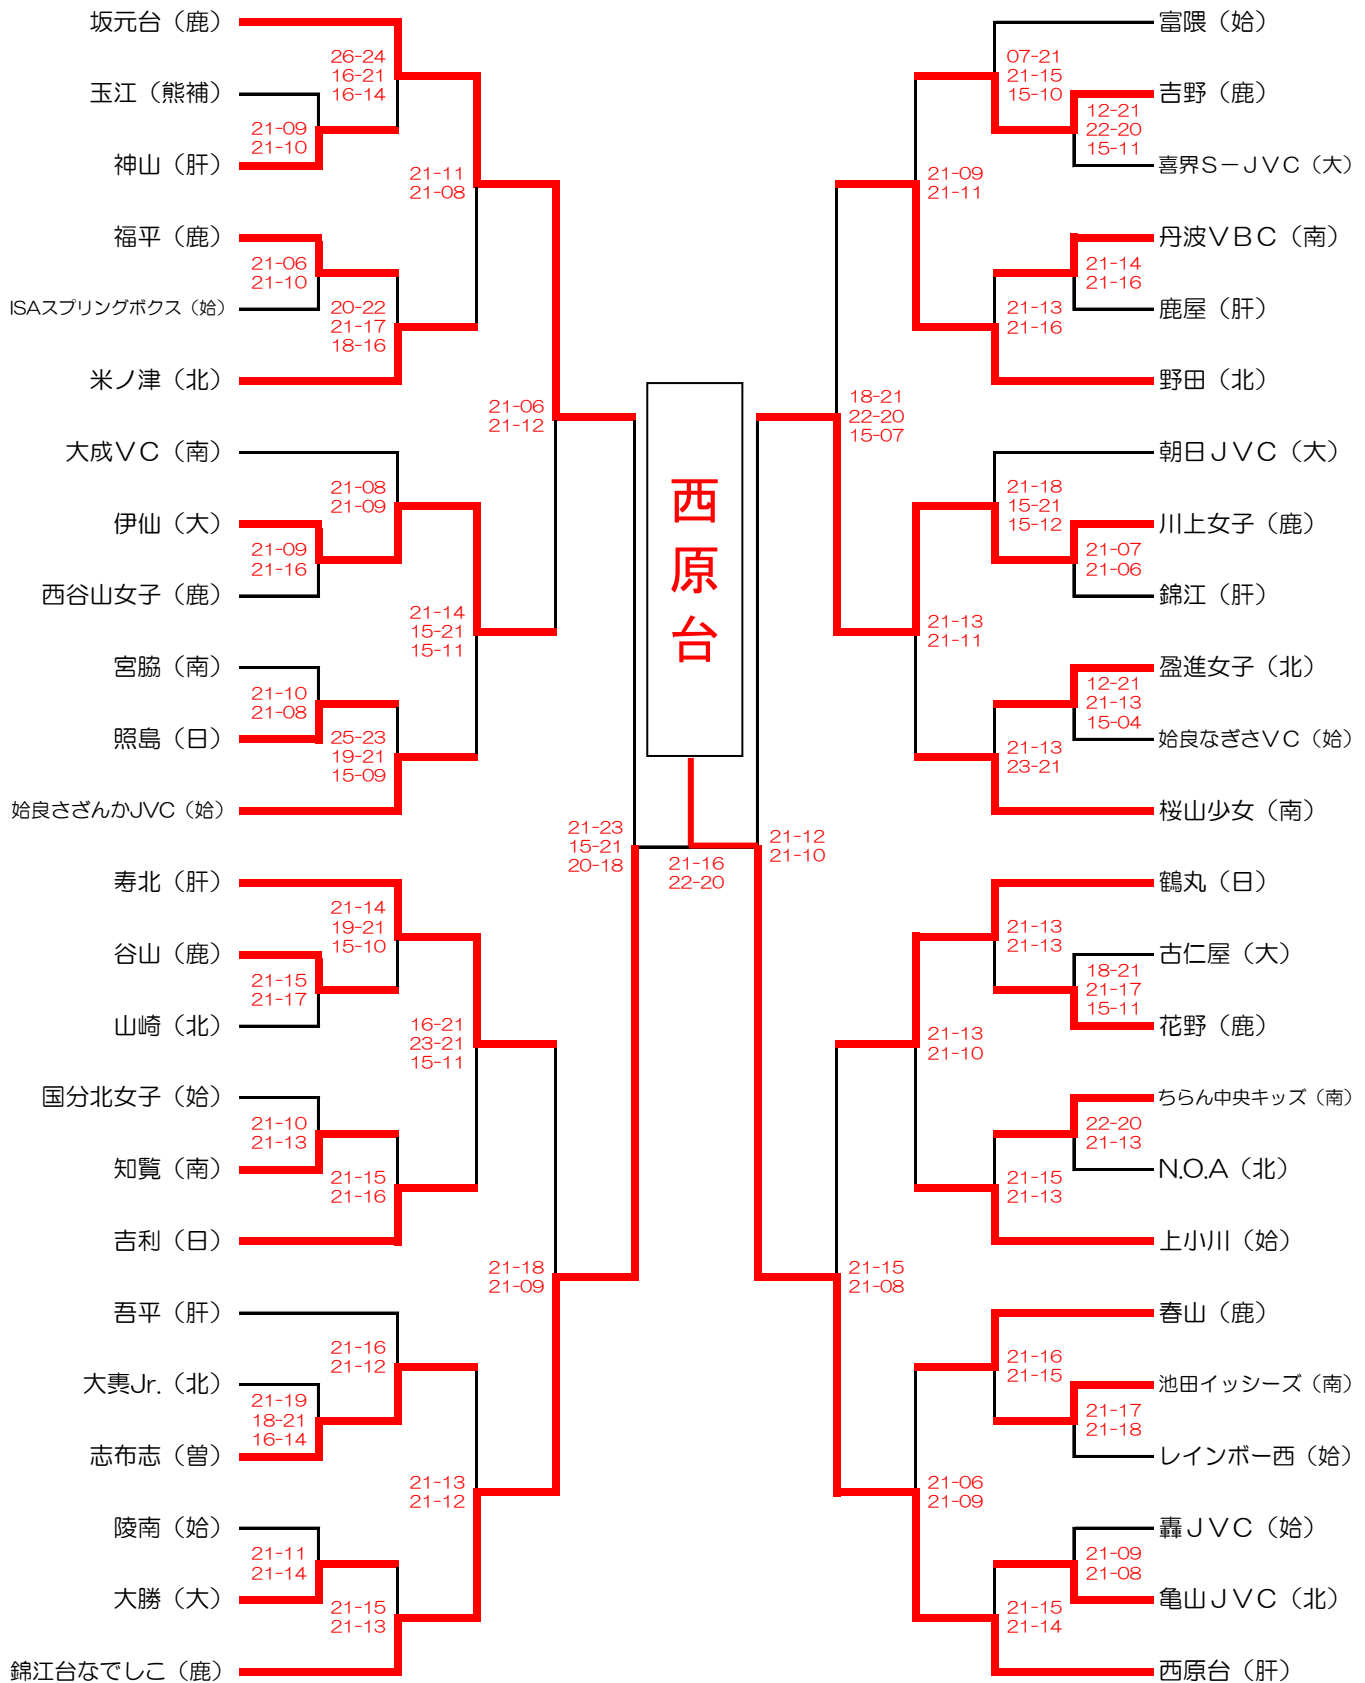 坂元台（鹿）
26-24
16-21
16-14
玉江（熊補）
21-09
21-10
神山（肝）
21-11
21-08
福平（鹿）
21-06
21-10
ISAスプリングボクス（姶）
20-22
21-17
18-16
米ノ津（北）
21-06
21-12
大成ＶＣ（南）
21-08
21-09
伊仙（大）
21-09
21-16
西谷山女子（鹿）
21-14
15-21
15-11
宮脇（南）
21-10
21-08
照島（日）
25-23
19-21
15-09
姶良さざんかJVC（姶）
21-23
15-21
20-18
寿北（肝）
21-14
19-21
15-10
谷山（鹿）
21-15
21-17
山崎（北）
16-21
23-21
15-11
国分北女子（姶）
21-10
21-13
知覧（南）
21-15
21-16
吉利（日）
21-18
21-09
吾平（肝）
21-16
21-12
大奭Jr.（北）
21-19
18-21
16-14
志布志（曽）
21-13
21-12
陵南（姶）
21-11
21-14
大勝（大）
21-15
21-13
錦江台なでしこ（鹿）
西原台
21-16
22-20
富隈（姶）
07-21
21-15
15-10
吉野（鹿）
12-21
22-20
15-11
喜界Ｓ－ＪＶＣ（大）
21-09
21-11
丹波ＶＢＣ（南）
21-14
21-16
鹿屋（肝）
21-13
21-16
野田（北）
18-21
22-20
15-07
朝日ＪＶＣ（大）
21-18
15-21
15-12
川上女子（鹿）
21-07
21-06
錦江（肝）
21-13
21-11
盈進女子（北）
12-21
21-13
15-04
姶良なぎさＶＣ（姶）
21-13
23-21
桜山少女（南）
21-12
21-10
鶴丸（日）
21-13
21-13
古仁屋（大）
18-21
21-17
15-11
花野（鹿）
21-13
21-10
ちらん中央キッズ（南）
22-20
21-13
N.O.A（北）
21-15
21-13
上小川（姶）
21-15
21-08
春山（鹿）
21-16
21-15
池田イッシーズ（南）
21-17
21-18
レインボー西（姶）
21-06
21-09
轟ＪＶＣ（姶）
21-09
21-08
亀山ＪＶＣ（北）
21-15
21-14
西原台（肝）